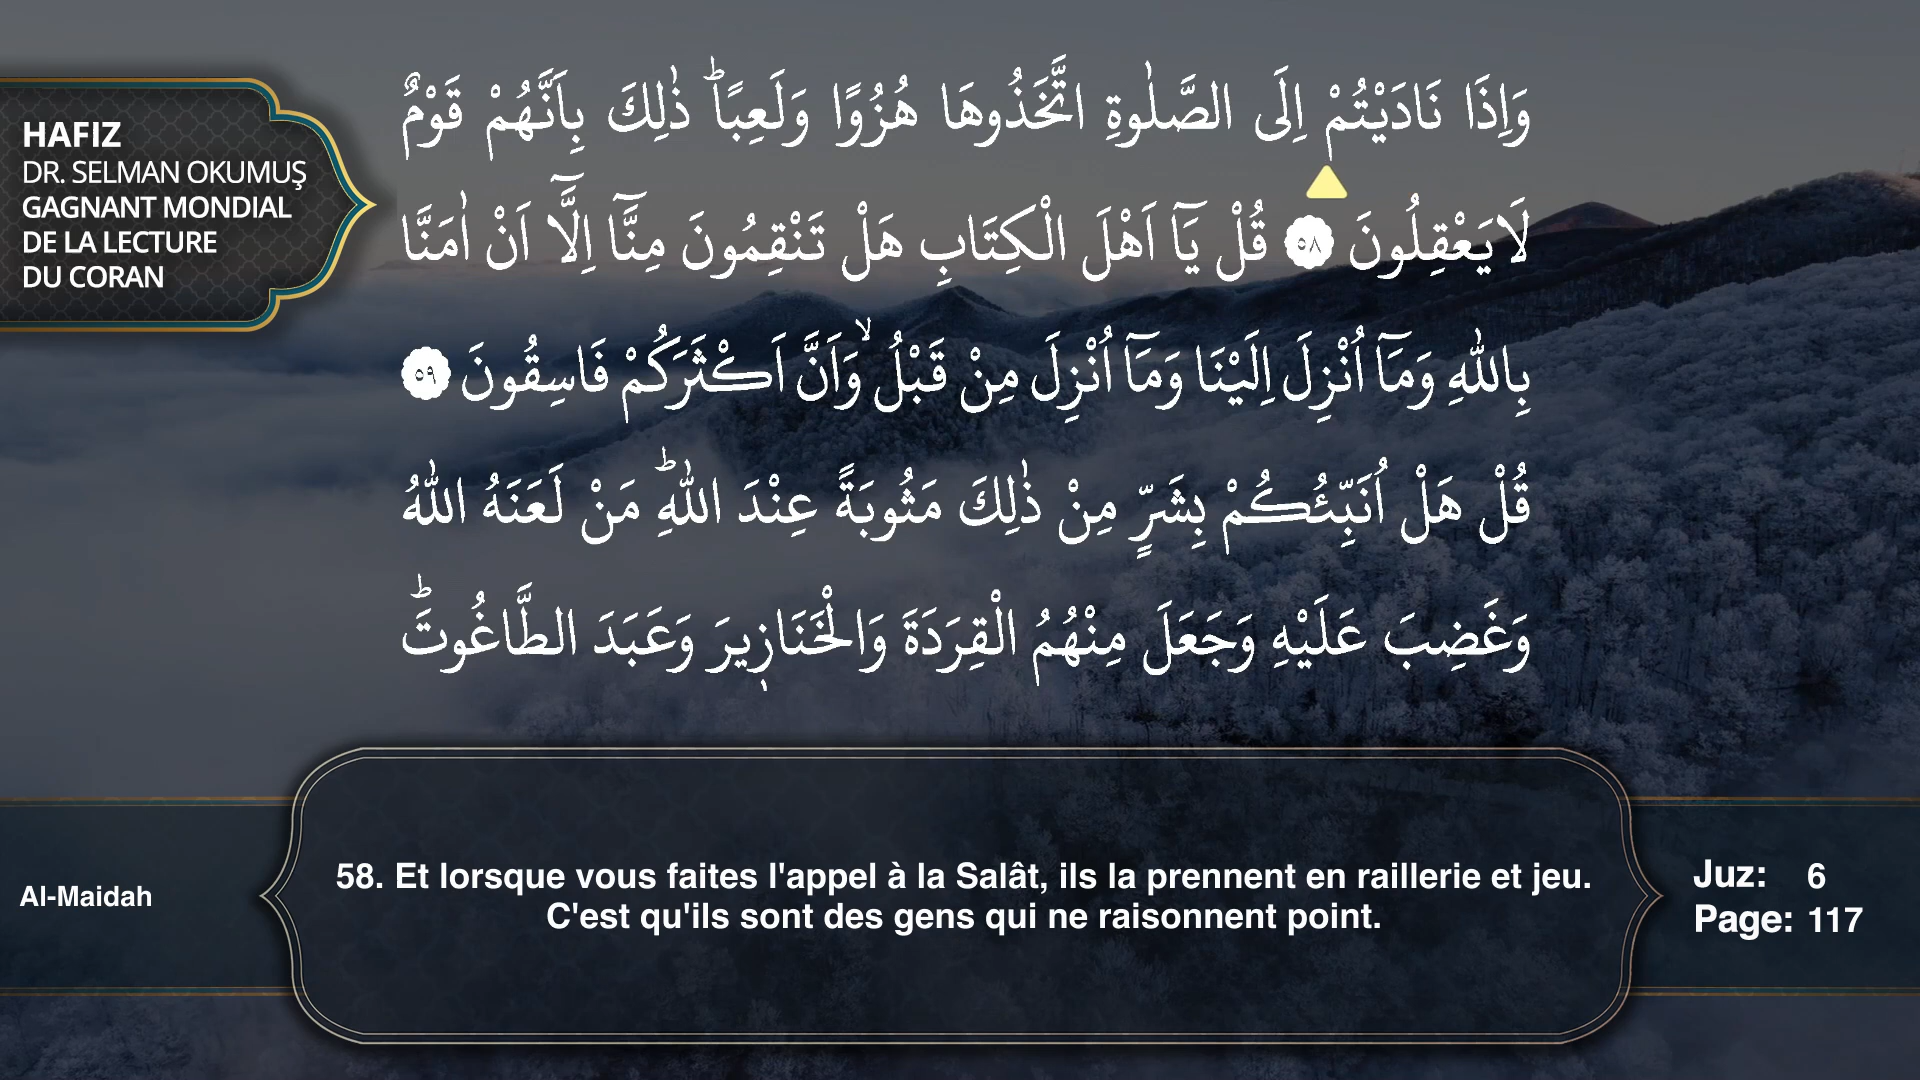 HAFIZ
DR. SELMAN OKUMUŞ
GAGNANT MONDIAL
DE LA LECTURE
DU CORAN
وَاِذَا نَادَيْتُمْ اِلَى الصَّلٰوةِ اتَّخَذُوهَا هُزُوًا وَلَعِبًاۜ ذٰلِكَ بِاَنَّهُمْ قَوْمٌ
لَا يَعْقِلُونَ ٥٨ قُلْ يَٓا اَهْلَ الْكِتَابِ هَلْ تَنْقِمُونَ مِنَّٓا اِلَّٓا اَنْ اٰمَنَّا
بِاللّٰهِ وَمَٓا اُنْزِلَ اِلَيْنَا وَمَٓا اُنْزِلَ مِنْ قَبْلُۙ وَاَنَّ اَكْثَرَكُمْ فَاسِقُونَ ٥٩
قُلْ هَلْ اُنَبِّئُكُمْ بِشَرٍّ مِنْ ذٰلِكَ مَثُوبَةً عِنْدَ اللّٰهِۜ مَنْ لَعَنَهُ اللّٰهُ
وَغَضِبَ عَلَيْهِ وَجَعَلَ مِنْهُمُ الْقِرَدَةَ وَالْخَنَازٖيرَ وَعَبَدَ الطَّاغُوتَۜ
58. Et lorsque vous faites l'appel à la Salât, ils la prennent en raillerie et jeu.
C'est qu'ils sont des gens qui ne raisonnent point.
Al-Maidah
Juz: 6
Page: 117